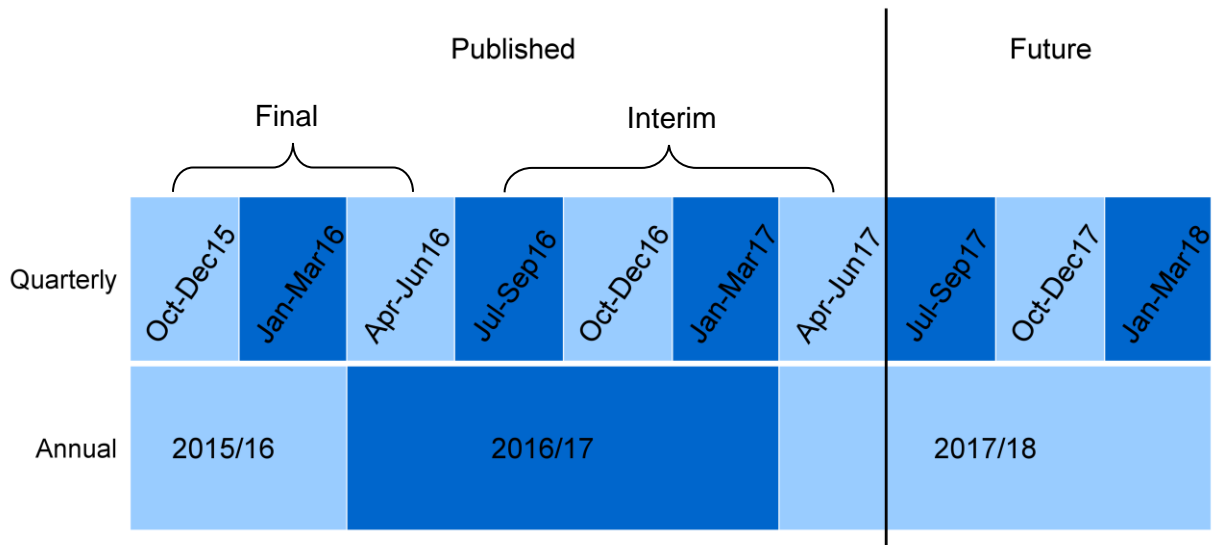 Published
Future
Final
Interim
Quarterly
Oct-Dec15
Jan-Mar16
Apr-Jun16
Jul-Sep16
Oct-Dec16
Jan-Mar17
Apr-Jun17
Jul-Sep17
Oct-Dec17
Jan-Mar18
Annual
2015/16
2016/17
2017/18